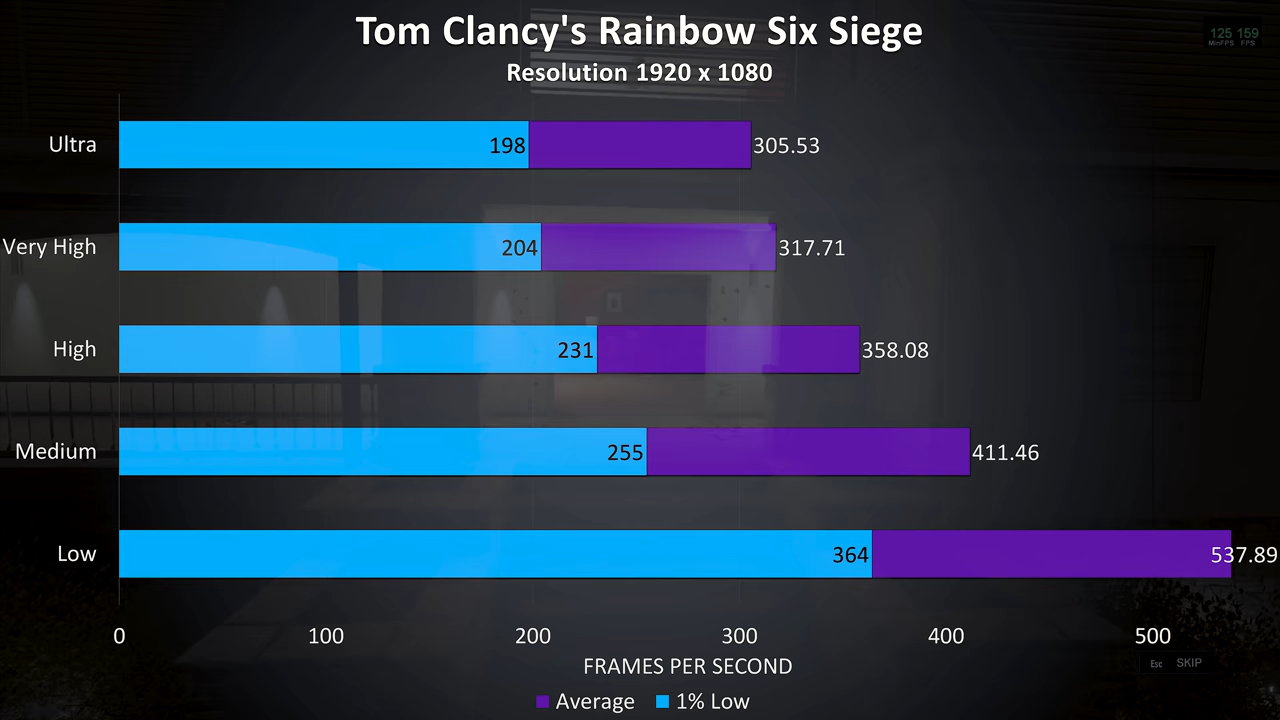 Tom Clancy's Rainbow Six Siege
Resolution 1920 x 1080
125 159
MinFPS FPS
Ultra 198 305.53
Very High 204 317.71
High 231 358.08
Medium 255 411.46
Low 364 537.89
0 100 200 300 400 500
FRAMES PER SECOND
Esc SKIP
Average 1% Low